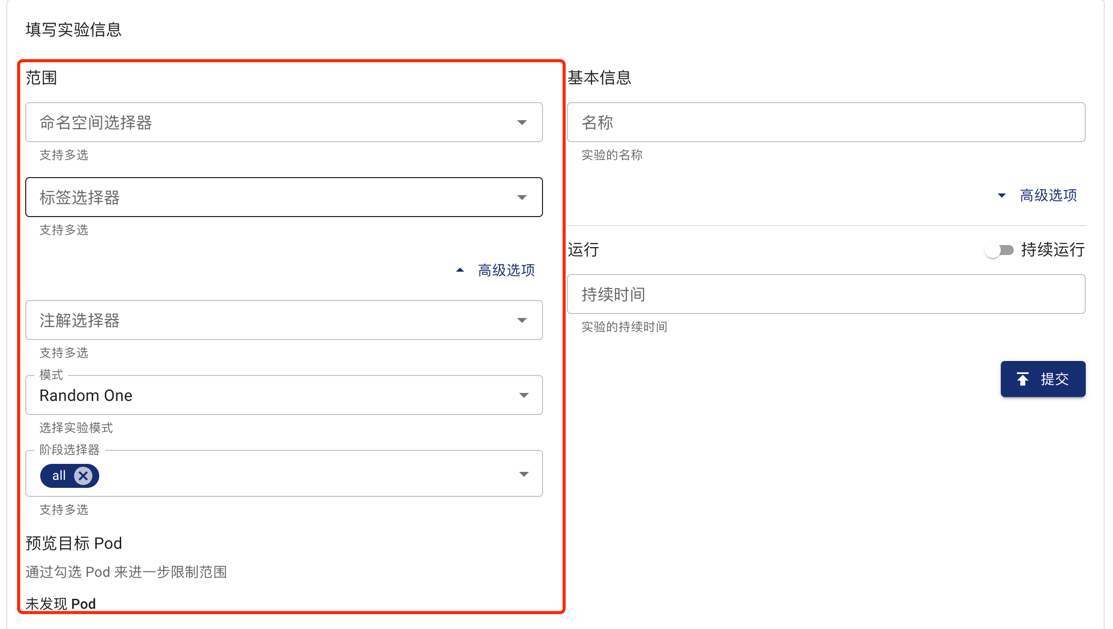 填写实验信息
范围
命名空间选择器
支持多选
标签选择器
支持多选
高级选项
注解选择器
支持多选
模式
Random One
选择实验模式
阶段选择器
all
支持多选
预览目标 Pod
通过勾选 Pod 来进一步限制范围
未发现 Pod
基本信息
名称
实验的名称
高级选项
运行
持续运行
持续时间
实验的持续时间
提交